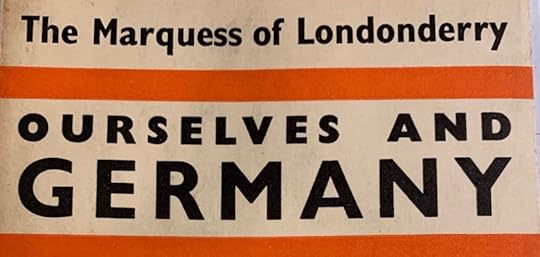 The Marquess of Londonderry
OURSELVES AND
GERMANY